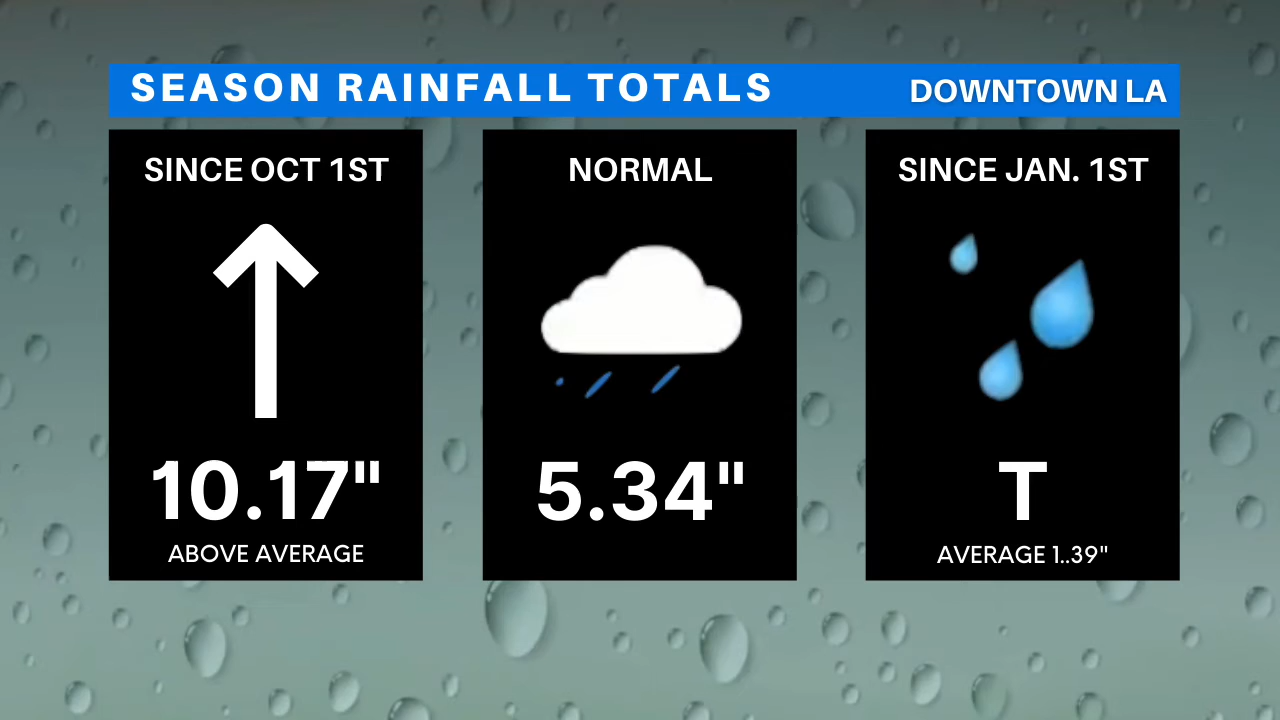 SEASON RAINFALL TOTALS
DOWNTOWN LA
SINCE OCT 1ST
10.17"
ABOVE AVERAGE
NORMAL
5.34"
SINCE JAN. 1ST
T
AVERAGE 1..39"